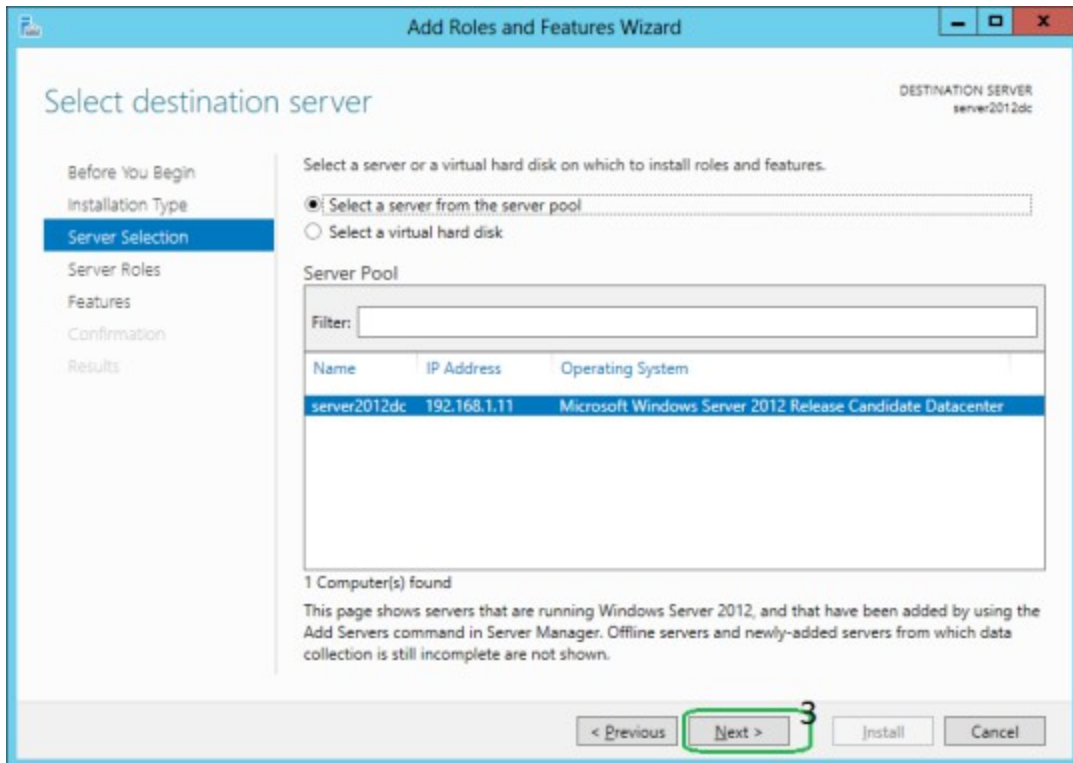 Add Roles and Features Wizard
Select destination server
DESTINATION SERVER
server2012dc
Before You Begin
Installation Type
Server Selection
Server Roles
Features
Confirmation
Results
Select a server or a virtual hard disk on which to install roles and features.
Select a server from the server pool
Select a virtual hard disk
Server Pool
Filter:
Name IP Address Operating System
server2012dc 192.168.1.11 Microsoft Windows Server 2012 Release Candidate Datacenter
1 Computer(s) found
This page shows servers that are running Windows Server 2012, and that have been added by using the
Add Servers command in Server Manager. Offline servers and newly-added servers from which data
collection is still incomplete are not shown.
< Previous Next > 3 Install Cancel